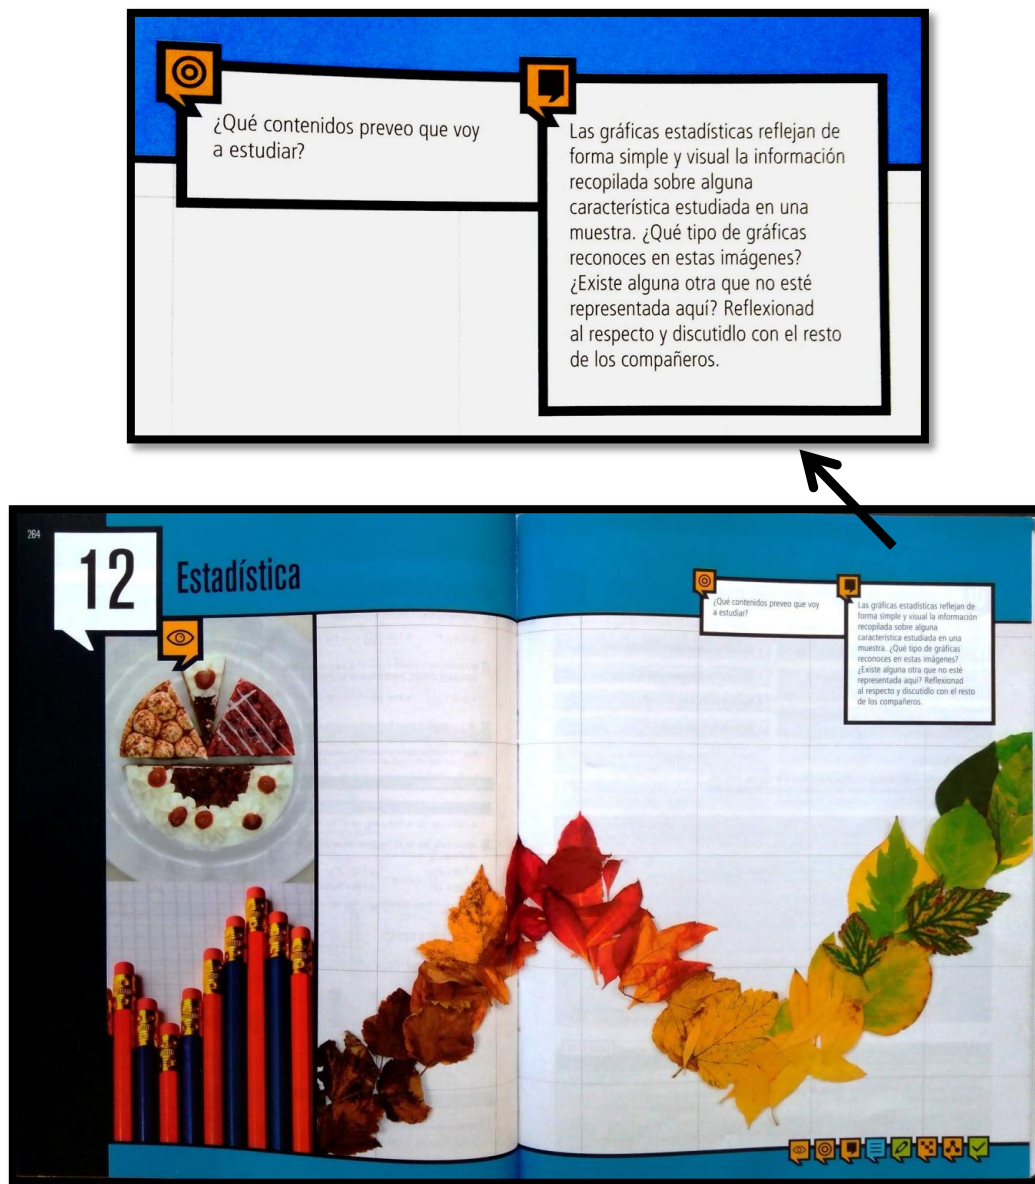 ¿Qué contenidos preveo que voy
a estudiar?
Las gráficas estadísticas reflejan de
forma simple y visual la información
recopilada sobre alguna
característica estudiada en una
muestra. ¿Qué tipo de gráficas
reconoces en estas imágenes?
¿Existe alguna otra que no esté
representada aquí? Reflexionad
al respecto y discutidlo con el resto
de los compañeros.
264
12
Estadística
¿Qué contenidos preveo que voy
a estudiar?
Las gráficas estadísticas reflejan de
forma simple y visual la información
recopilada sobre alguna
característica estudiada en una
muestra. ¿Qué tipo de gráficas
reconoces en estas imágenes?
¿Existe alguna otra que no esté
representada aquí? Reflexionad
al respecto y discutidlo con el resto
de los compañeros.